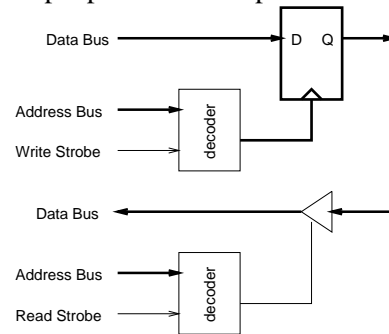 Data Bus
D Q
Address Bus
decoder
Write Strobe
Data Bus
Address Bus
decoder
Read Strobe